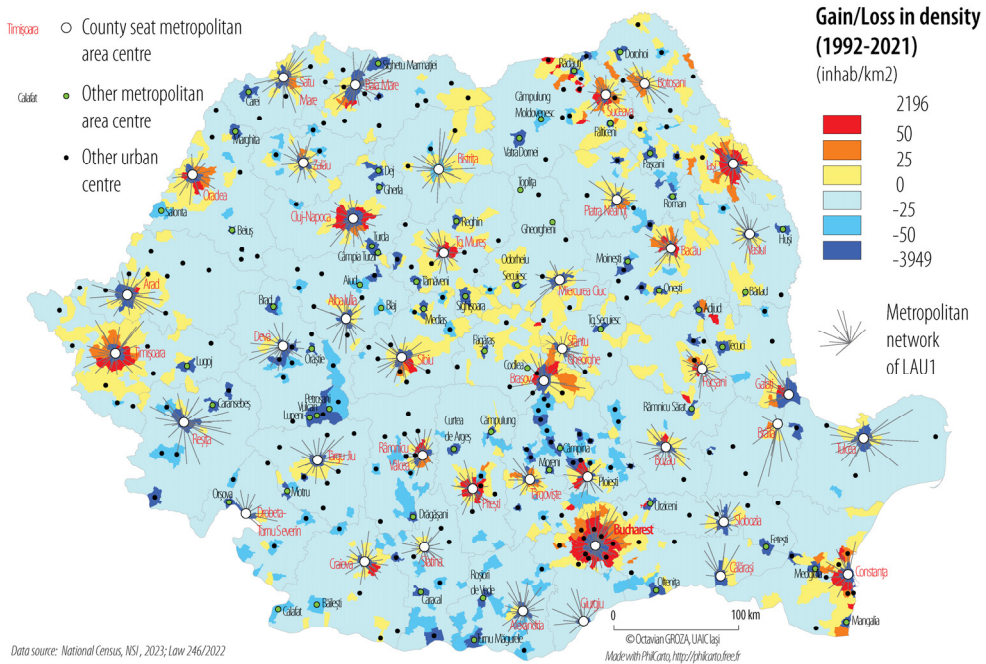 Timişoara
County seat metropolitan
area centre
Calafat
Other metropolitan
area centre
Other urban
centre
Gain/Loss in density
(1992-2021)
(inhab/km2)
2196
50
25
0
-25
-50
-3949
Metropolitan
network
of LAU1
Dorohoi
Sighetu Marmaţiei
Rădăuţi
Botoşani
Satu
Mare
Baia Mare
Carei
Câmpulung
Moldovenesc
Suceava
Fălticeni
Marghita
Vatra Dornei
Zalău
Bistriţa
Paşcani
Iaşi
Dej
Gherla
Oradea
Topliţa
Roman
Piatra Neamţ
Salonta
Cluj-Napoca
Reghin
Gheorgheni
Beiuş
Turda
Câmpia Turzii
Tg. Mureş
Bacău
Vaslui
Huşi
Odorheiu
Secuiesc
Moineşti
Aiud
Târnăveni
Miercurea Ciuc
Arad
Oneşti
Bârlad
Brad
Alba Iulia
Blaj
Sighişoara
Mediaş
Adjud
Tg. Secuiesc
Timişoara
Deva
Orăştie
Sibiu
Făgăraş
Sfântu
Gheorghe
Tecuci
Lugoj
Codlea
Braşov
Focşani
Galaţi
Caransebeş
Petroşani
Vulcan
Lupeni
Râmnicu Sărat
Reşiţa
Curtea
de Argeş
Câmpulung
Brăila
Tulcea
Târgu Jiu
Râmnicu
Vâlcea
Câmpina
Moreni
Buzău
Ploieşti
Orşova
Motru
Piteşti
Târgovişte
Drobeta-
Turnu Severin
Drăgăşani
Urziceni
Slobozia
Bucharest
Feteşti
Craiova
Slatina
Călăraşi
Medgidia
Constanţa
Roşiori
de Vede
Olteniţa
Calafat
Băileşti
Caracal
Giurgiu
Alexandria
Mangalia
Turnu Măgurele
0
100 km
© Octavian GROZA, UAIC Iaşi
Made with PhilCarto, http://philcarto.free.fr
Data source: National Census, NSI , 2023; Law 246/2022